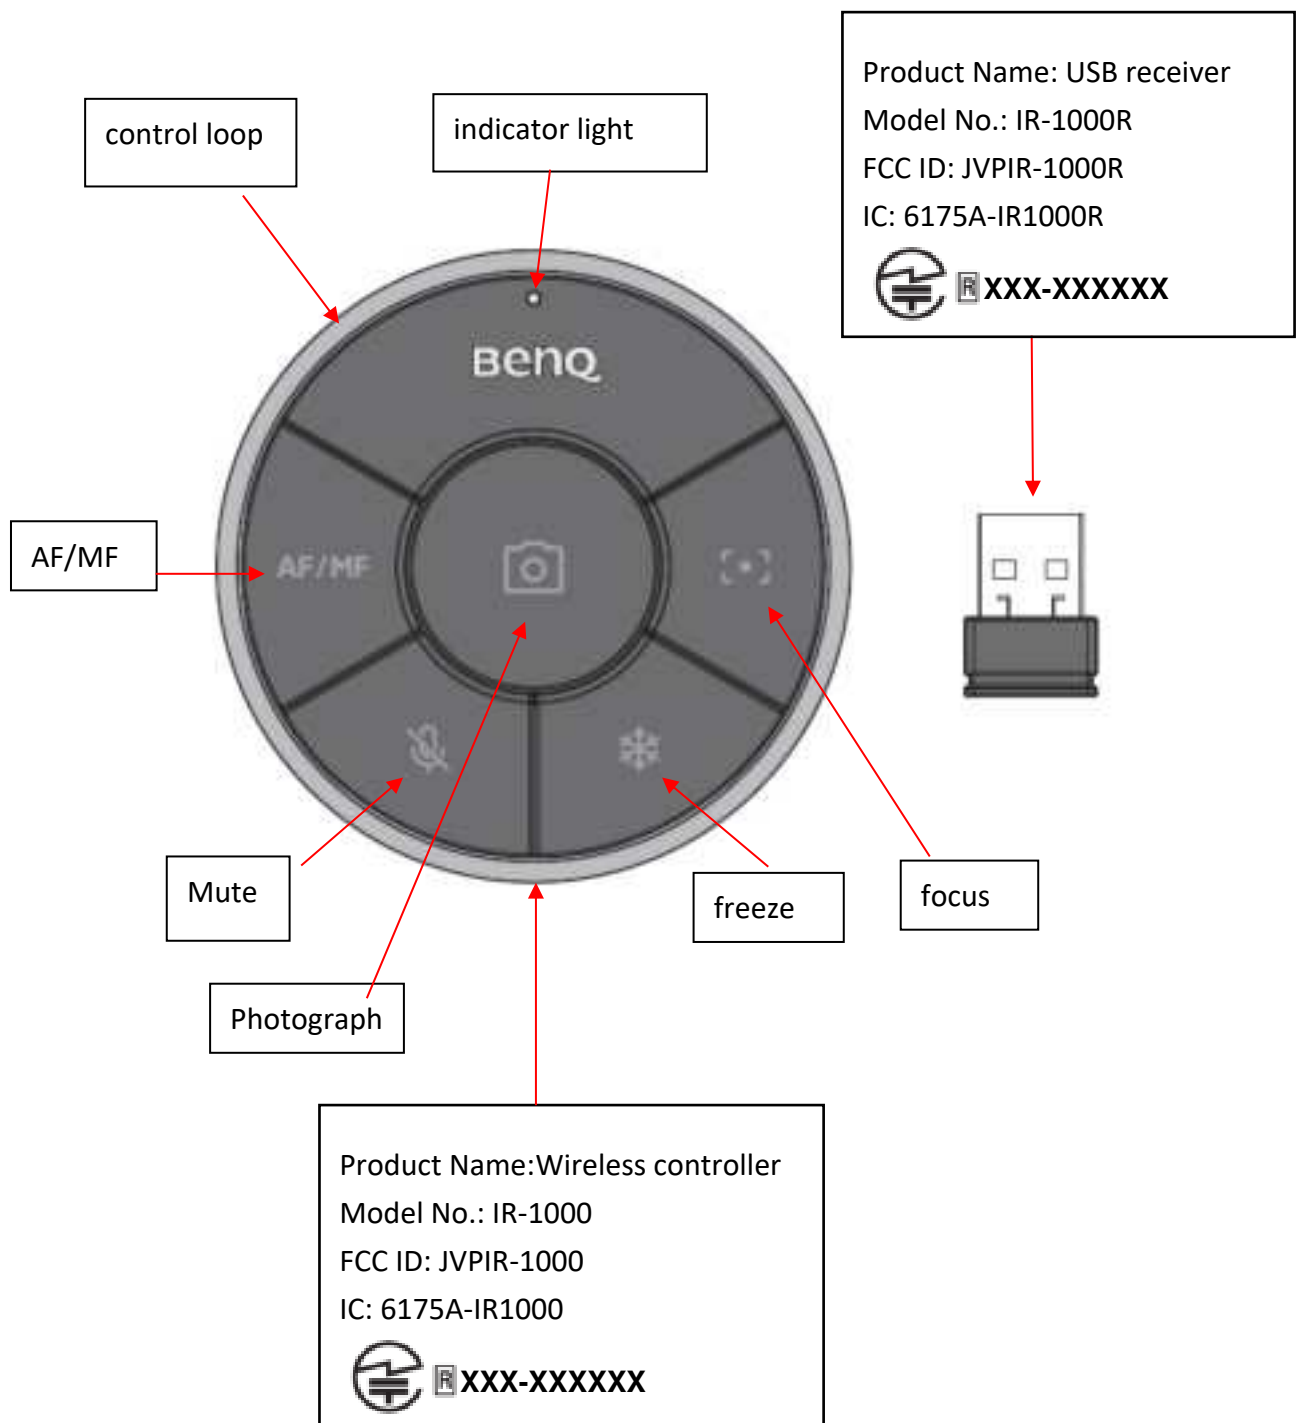 Product Name: USB receiver
Model No.: IR-1000R
FCC ID: JVPIR-1000R
IC: 6175A-IR1000R
R XXX-XXXXXX
control loop
indicator light
BenQ
AF/MF
AF/MF
Mute
freeze
focus
Photograph
Product Name:Wireless controller
Model No.: IR-1000
FCC ID: JVPIR-1000
IC: 6175A-IR1000
R XXX-XXXXXX